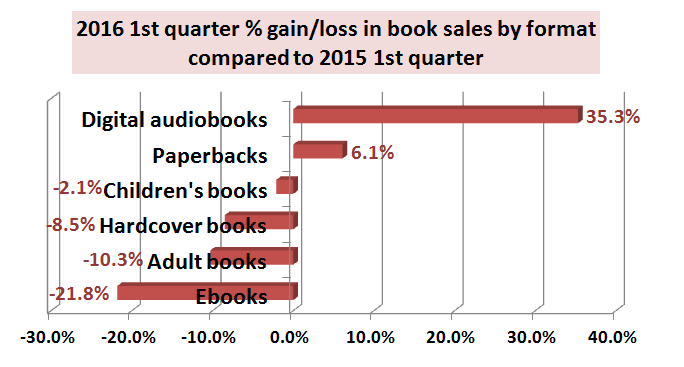 2016 1st quarter % gain/loss in book sales by format
compared to 2015 1st quarter
Digital audiobooks 35.3%
Paperbacks 6.1%
-2.1% Children's books
-8.5% Hardcover books
-10.3% Adult books
-21.8% Ebooks
-30.0% -20.0% -10.0% 0.0% 10.0% 20.0% 30.0% 40.0%